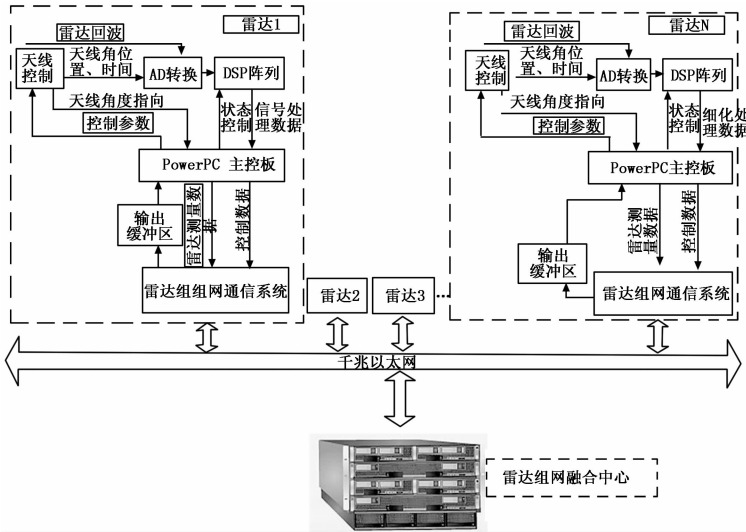 雷达1
雷达回波
天线控制
天线角位
置、时间
AD转换
DSP阵列
天线角度指向
控制参数
状态
控制
信号处
理数据
PowerPC 主控板
输出
缓冲区
雷达测量数
据
控制数据
雷达组组网通信系统
雷达2
雷达3
雷达N
雷达回波
天线
控制
天线角位
置、时间
AD转换
DSP阵列
天线角度指向
控制参数
状态
控制
细化处
理数据
PowerPC主控板
输出
缓冲区
雷达测
量数据
控制数据
雷达组网通信系统
千兆以太网
雷达组网融合中心